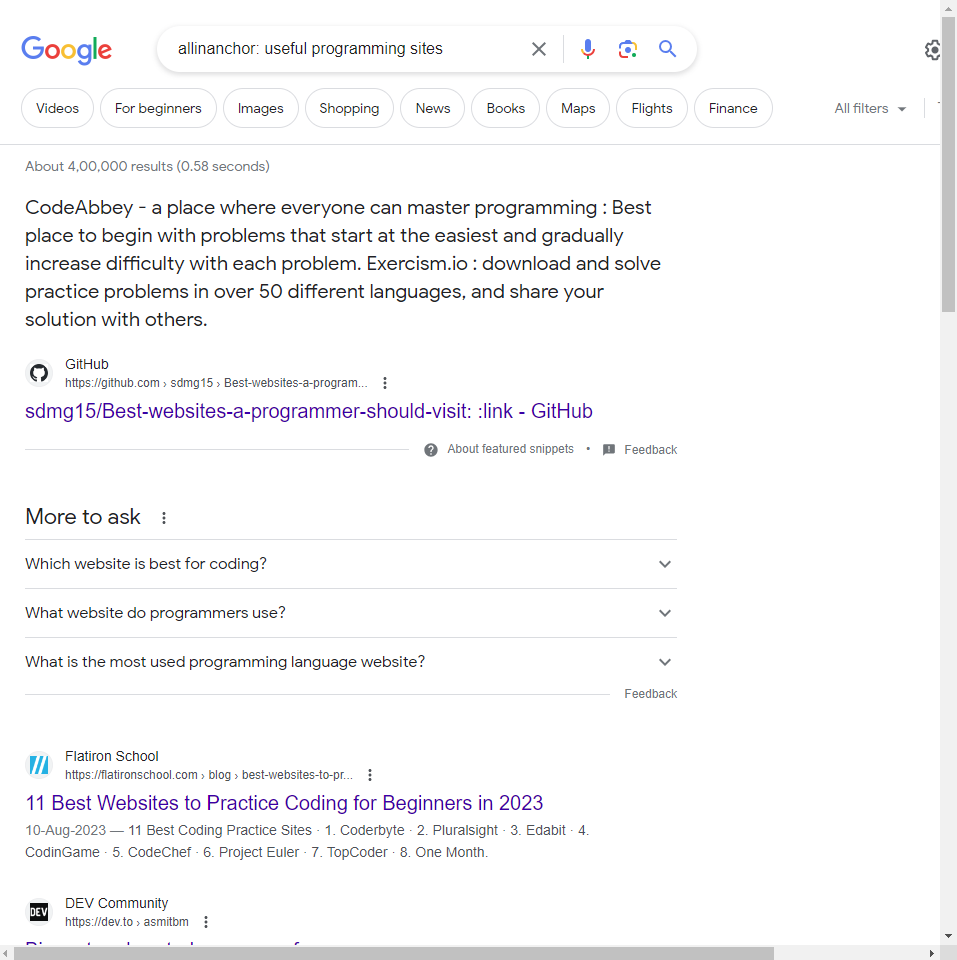 Google
allinanchor: useful programming sites
Videos
For beginners
Images
Shopping
News
Books
Maps
Flights
Finance
All filters
About 4,00,000 results (0.58 seconds)
CodeAbbey - a place where everyone can master programming : Best
place to begin with problems that start at the easiest and gradually
increase difficulty with each problem. Exercism.io : download and solve
practice problems in over 50 different languages, and share your
solution with others.
GitHub
https://github.com › sdmg15 › Best-websites-a-program...
sdmg15/Best-websites-a-programmer-should-visit: :link - GitHub
About featured snippets • Feedback
More to ask
Which website is best for coding?
What website do programmers use?
What is the most used programming language website?
Feedback
Flatiron School
https://flatironschool.com › blog › best-websites-to-pr...
11 Best Websites to Practice Coding for Beginners in 2023
10-Aug-2023 — 11 Best Coding Practice Sites · 1. Coderbyte · 2. Pluralsight · 3. Edabit · 4.
CodinGame · 5. CodeChef · 6. Project Euler · 7. TopCoder · 8. One Month.
DEV
DEV Community
https://dev.to › asmitbm